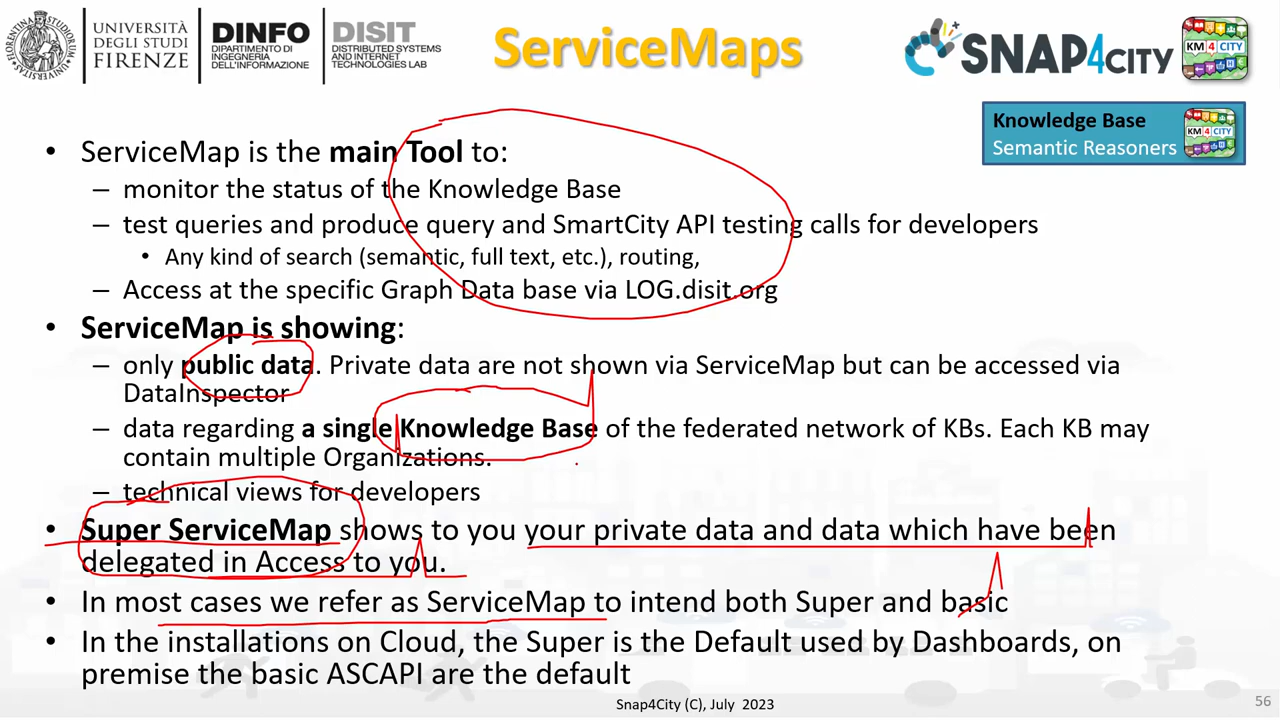 UNIVERSITÀ
DEGLI STUDI
FIRENZE
DINFO
DIPARTIMENTO DI
INGEGNERIA
DELL'INFORMAZIONE
DISIT
DISTRIBUTED SYSTEMS
AND INTERNET
TECHNOLOGIES LAB
ServiceMaps
SNAP4CITY
KM 4 CITY
Knowledge Base
Semantic Reasoners
KM 4 CITY
• ServiceMap is the main Tool to:
– monitor the status of the Knowledge Base
– test queries and produce query and SmartCity API testing calls for developers
• Any kind of search (semantic, full text, etc.), routing,
– Access at the specific Graph Data base via LOG.disit.org
• ServiceMap is showing:
– only public data. Private data are not shown via ServiceMap but can be accessed via
DataInspector
– data regarding a single Knowledge Base of the federated network of KBs. Each KB may
contain multiple Organizations.
– technical views for developers
• Super ServiceMap shows to you your private data and data which have been
delegated in Access to you.
• In most cases we refer as ServiceMap to intend both Super and basic
• In the installations on Cloud, the Super is the Default used by Dashboards, on
premise the basic ASCAPI are the default
Snap4City (C), July 2023
56